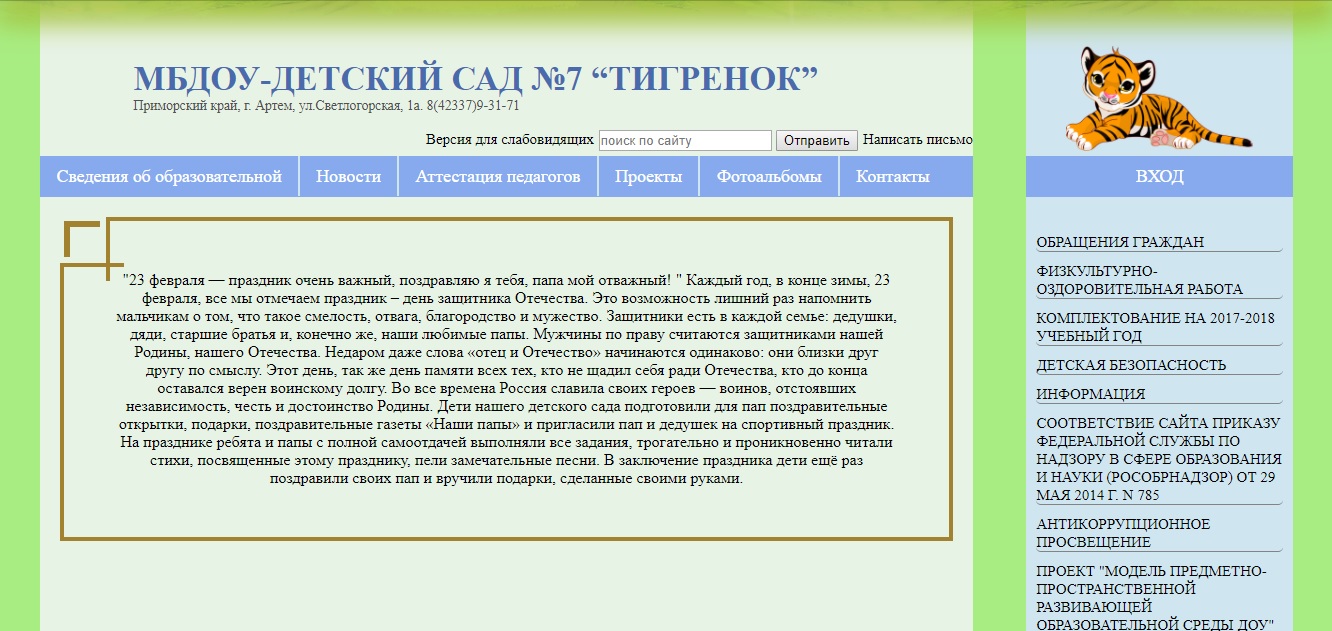 МБДОУ-ДЕТСКИЙ САД №7 “ТИГРЕНОК”
Приморский край, г. Артем, ул.Светлогорская, 1а. 8(42337)9-31-71
Версия для слабовидящих поиск по сайту Отправить Написать письмо
Сведения об образовательной Новости Аттестация педагогов Проекты Фотоальбомы Контакты
"23 февраля — праздник очень важный, поздравляю я тебя, папа мой отважный! " Каждый год, в конце зимы, 23
февраля, все мы отмечаем праздник – день защитника Отечества. Это возможность лишний раз напомнить
мальчикам о том, что такое смелость, отвага, благородство и мужество. Защитники есть в каждой семье: дедушки,
дяди, старшие братья и, конечно же, наши любимые папы. Мужчины по праву считаются защитниками нашей
Родины, нашего Отечества. Недаром даже слова «отец и Отечество» начинаются одинаково: они близки друг
другу по смыслу. Этот день, так же день памяти всех тех, кто не щадил себя ради Отечества, кто до конца
оставался верен воинскому долгу. Во все времена Россия славила своих героев — воинов, отстоявших
независимость, честь и достоинство Родины. Дети нашего детского сада подготовили для пап поздравительные
открытки, подарки, поздравительные газеты «Наши папы» и пригласили пап и дедушек на спортивный праздник.
На празднике ребята и папы с полной самоотдачей выполняли все задания, трогательно и проникновенно читали
стихи, посвященные этому празднику, пели замечательные песни. В заключение праздника дети ещё раз
поздравили своих пап и вручили подарки, сделанные своими руками.
ВХОД
ОБРАЩЕНИЯ ГРАЖДАН
ФИЗКУЛЬТУРНО-
ОЗДОРОВИТЕЛЬНАЯ РАБОТА
КОМПЛЕКТОВАНИЕ НА 2017-2018
УЧЕБНЫЙ ГОД
ДЕТСКАЯ БЕЗОПАСНОСТЬ
ИНФОРМАЦИЯ
СООТВЕТСТВИЕ САЙТА ПРИКАЗУ
ФЕДЕРАЛЬНОЙ СЛУЖБЫ ПО
НАДЗОРУ В СФЕРЕ ОБРАЗОВАНИЯ
И НАУКИ (РОСОБРНАДЗОР) ОТ 29
МАЯ 2014 Г. N 785
АНТИКОРРУПЦИОННОЕ
ПРОСВЕЩЕНИЕ
ПРОЕКТ "МОДЕЛЬ ПРЕДМЕТНО-
ПРОСТРАНСТВЕННОЙ
РАЗВИВАЮЩЕЙ
ОБРАЗОВАТЕЛЬНОЙ СРЕДЫ ДОУ"